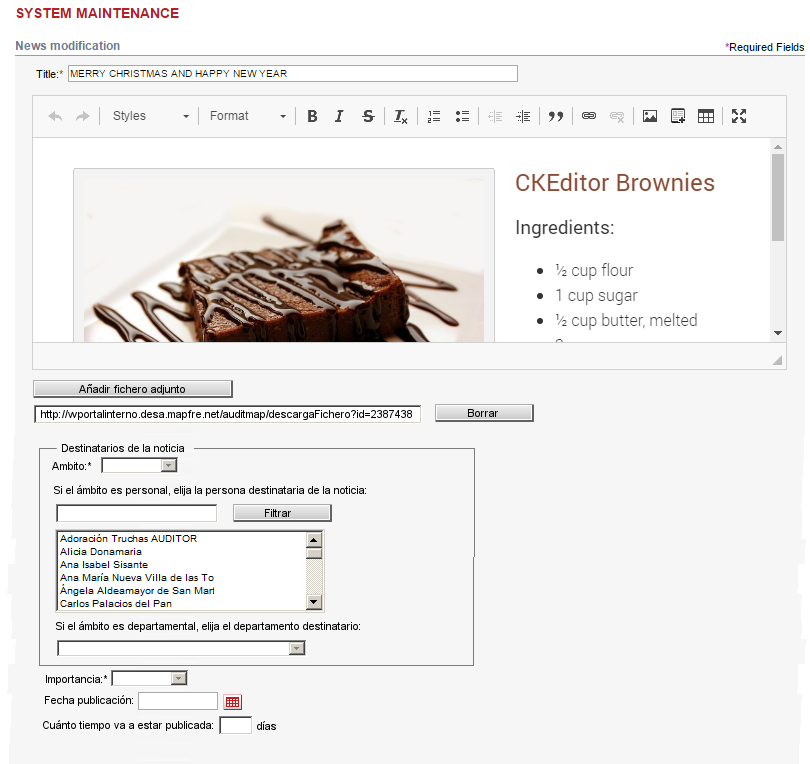 SYSTEM MAINTENANCE
News modification
*Required Fields
Title:* MERRY CHRISTMAS AND HAPPY NEW YEAR
Styles Format B I S Tx
CKEditor Brownies
Ingredients:
• ½ cup flour
• 1 cup sugar
• ½ cup butter, melted
Añadir fichero adjunto
http://wportalinterno.desa.mapfre.net/auditmap/descargaFichero?id=2387438 Borrar
Destinatarios de la noticia
Ambito:*
Si el ámbito es personal, elija la persona destinataria de la noticia:
Filtrar
Adoración Truchas AUDITOR
Alicia Donamaria
Ana Isabel Sisante
Ana María Nueva Villa de las To
Ángela Aldeamayor de San Mart
Carlos Palacios del Pan
Si el ámbito es departamental, elija el departamento destinatario:
Importancia:*
Fecha publicación:
Cuánto tiempo va a estar publicada: días